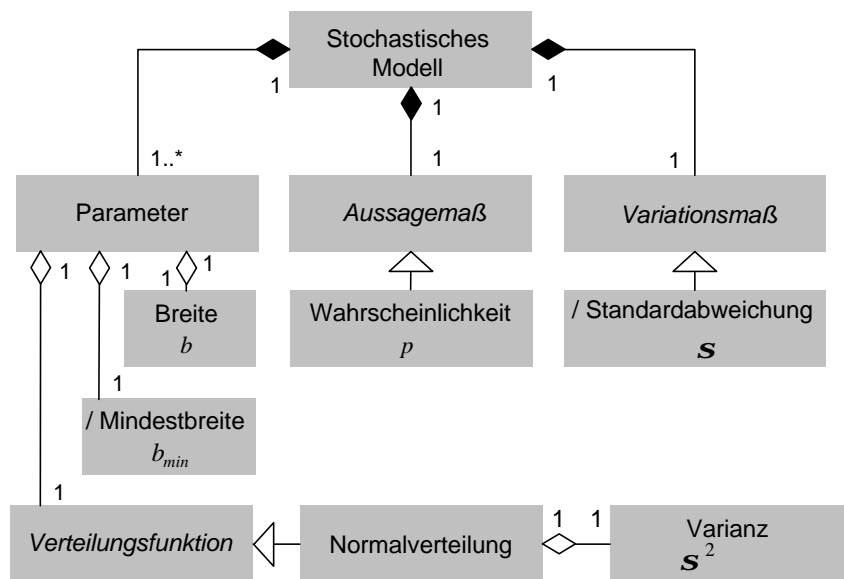 Stochastisches
Modell
1
1
1
1..*
1
1
Parameter
Aussagemaß
Variationsmaß
1
1
1
1
Breite
b
Wahrscheinlichkeit
p
/ Standardabweichung
s
1
/ Mindestbreite
b_min
1
Verteilungsfunktion
Normalverteilung
1
1
Varianz
s²